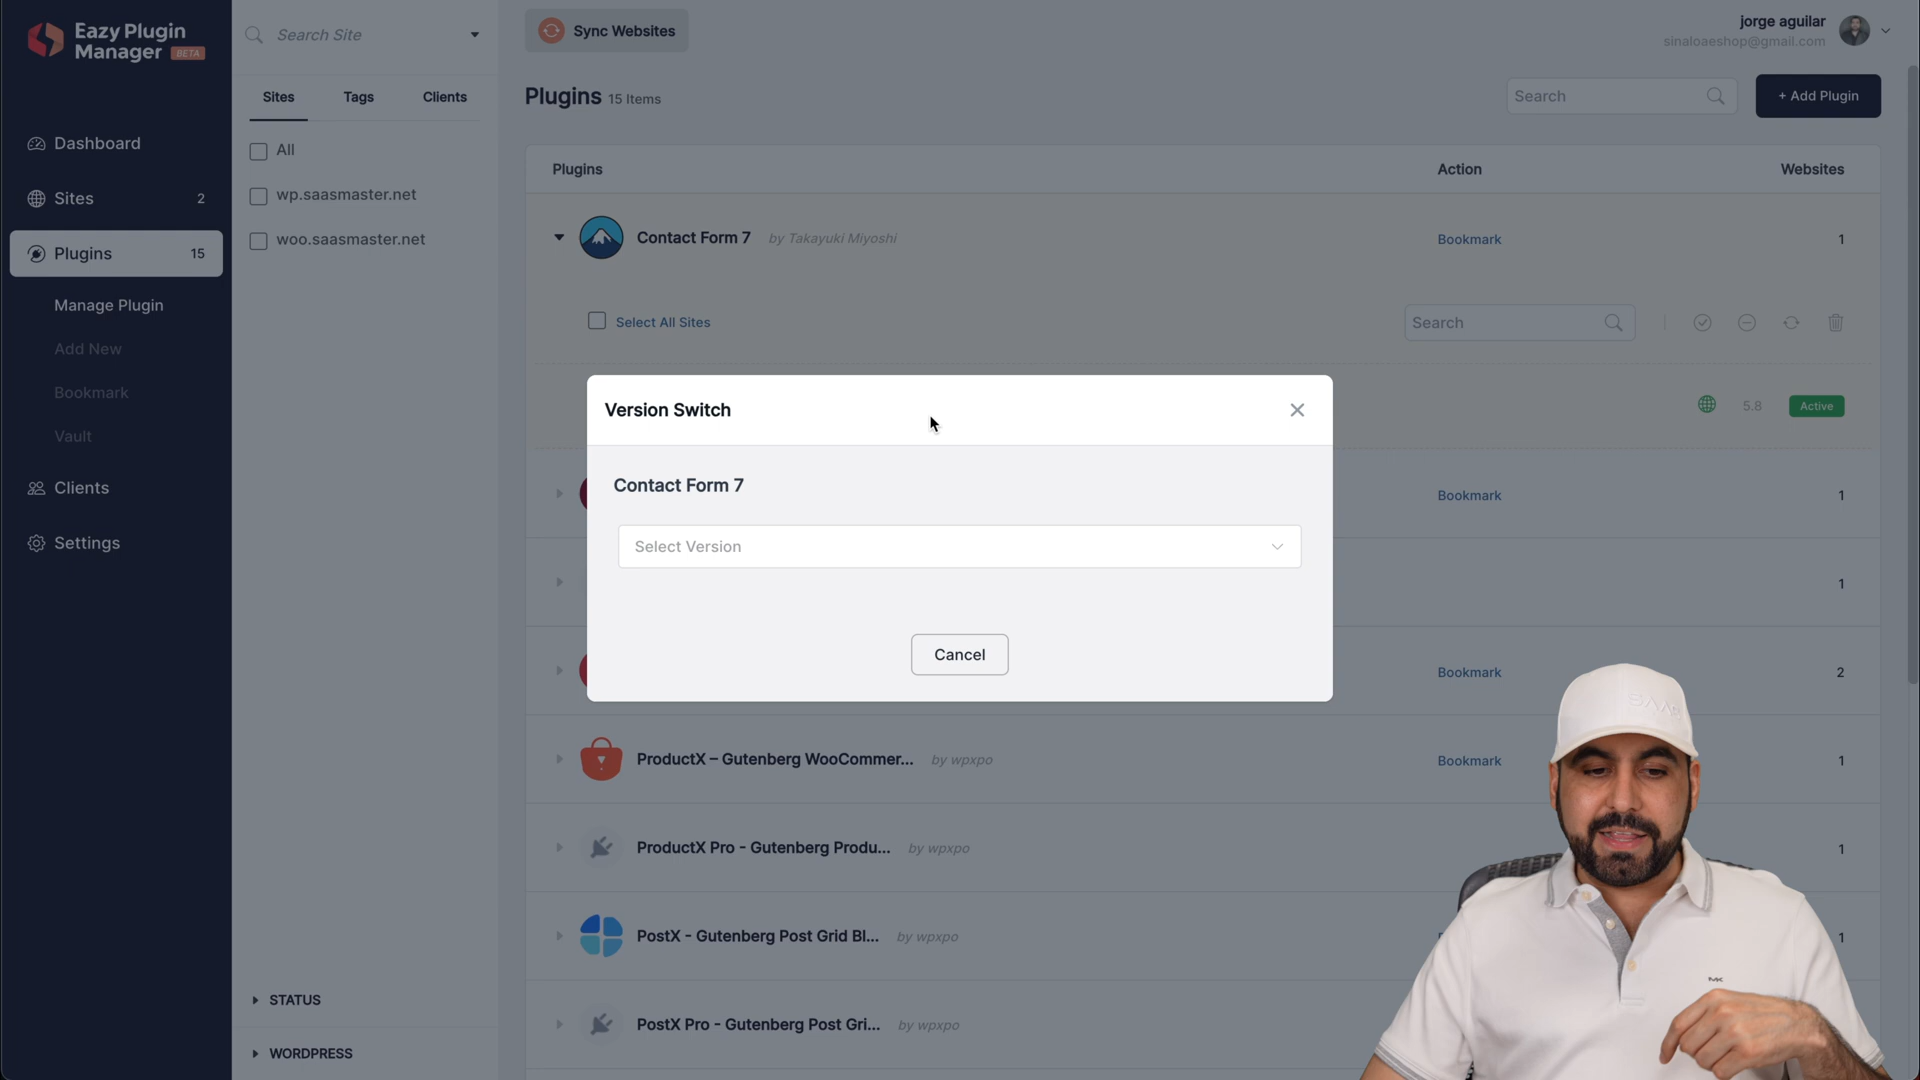 Eazy Plugin
Manager BETA
Search Site
Sync Websites
jorge aguilar
sinaloaeshop@gmail.com
Sites Tags Clients
Plugins 15 Items
Search
+ Add Plugin
Dashboard
Sites 2
Plugins 15
Manage Plugin
Add New
Bookmark
Vault
Clients
Settings
All
wp.saasmaster.net
woo.saasmaster.net
STATUS
WORDPRESS
Plugins Action Websites
Contact Form 7 by Takayuki Miyoshi Bookmark 1
Select All Sites Search
5.8 Active
Version Switch
Contact Form 7
Select Version
Cancel
Bookmark 1
1
Bookmark 2
ProductX – Gutenberg WooCommer... by wpxpo Bookmark 1
ProductX Pro - Gutenberg Produ... by wpxpo 1
PostX - Gutenberg Post Grid Bl... by wpxpo 1
PostX Pro - Gutenberg Post Gri... by wpxpo